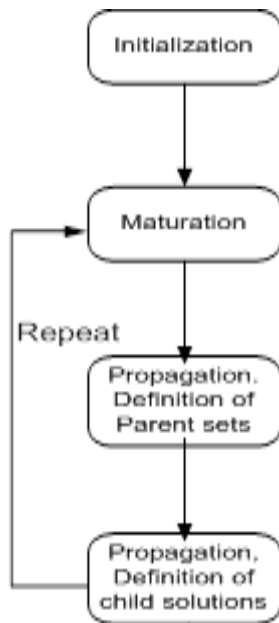 Initialization
Maturation
Repeat
Propagation.
Definition of
Parent sets
Propagation,
Definition of
child solutions